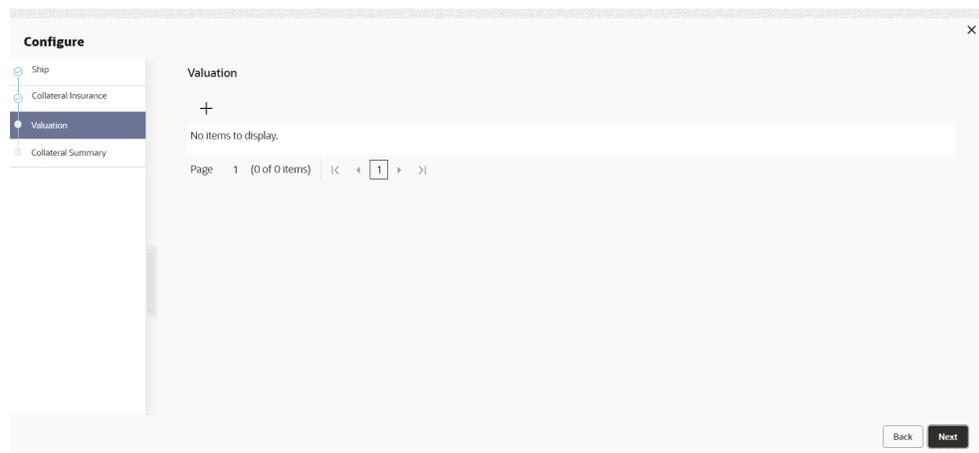 Configure
Ship
Collateral Insurance
Valuation
Collateral Summary
Valuation
No items to display.
Page 1 (0 of 0 items) 1
Back Next